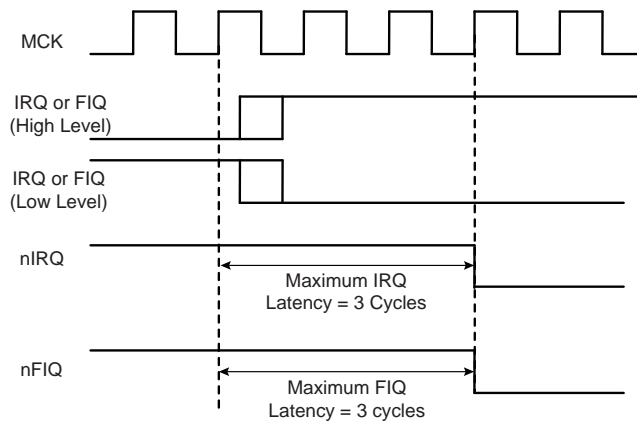 MCK
IRQ or FIQ
(High Level)
IRQ or FIQ
(Low Level)
nIRQ
Maximum IRQ
Latency = 3 Cycles
nFIQ
Maximum FIQ
Latency = 3 cycles